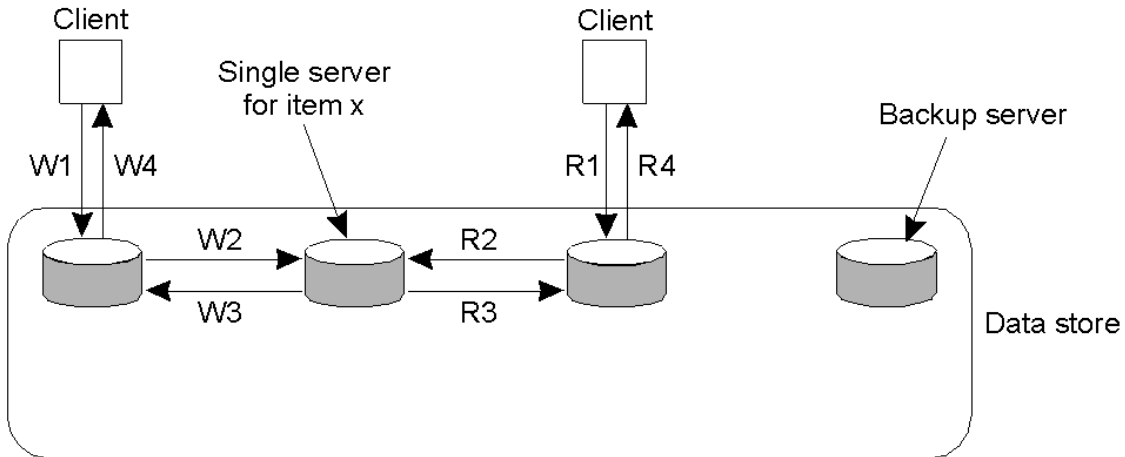 Client
Client
Single server
for item x
Backup server
W1
W4
R1
R4
W2
R2
W3
R3
Data store